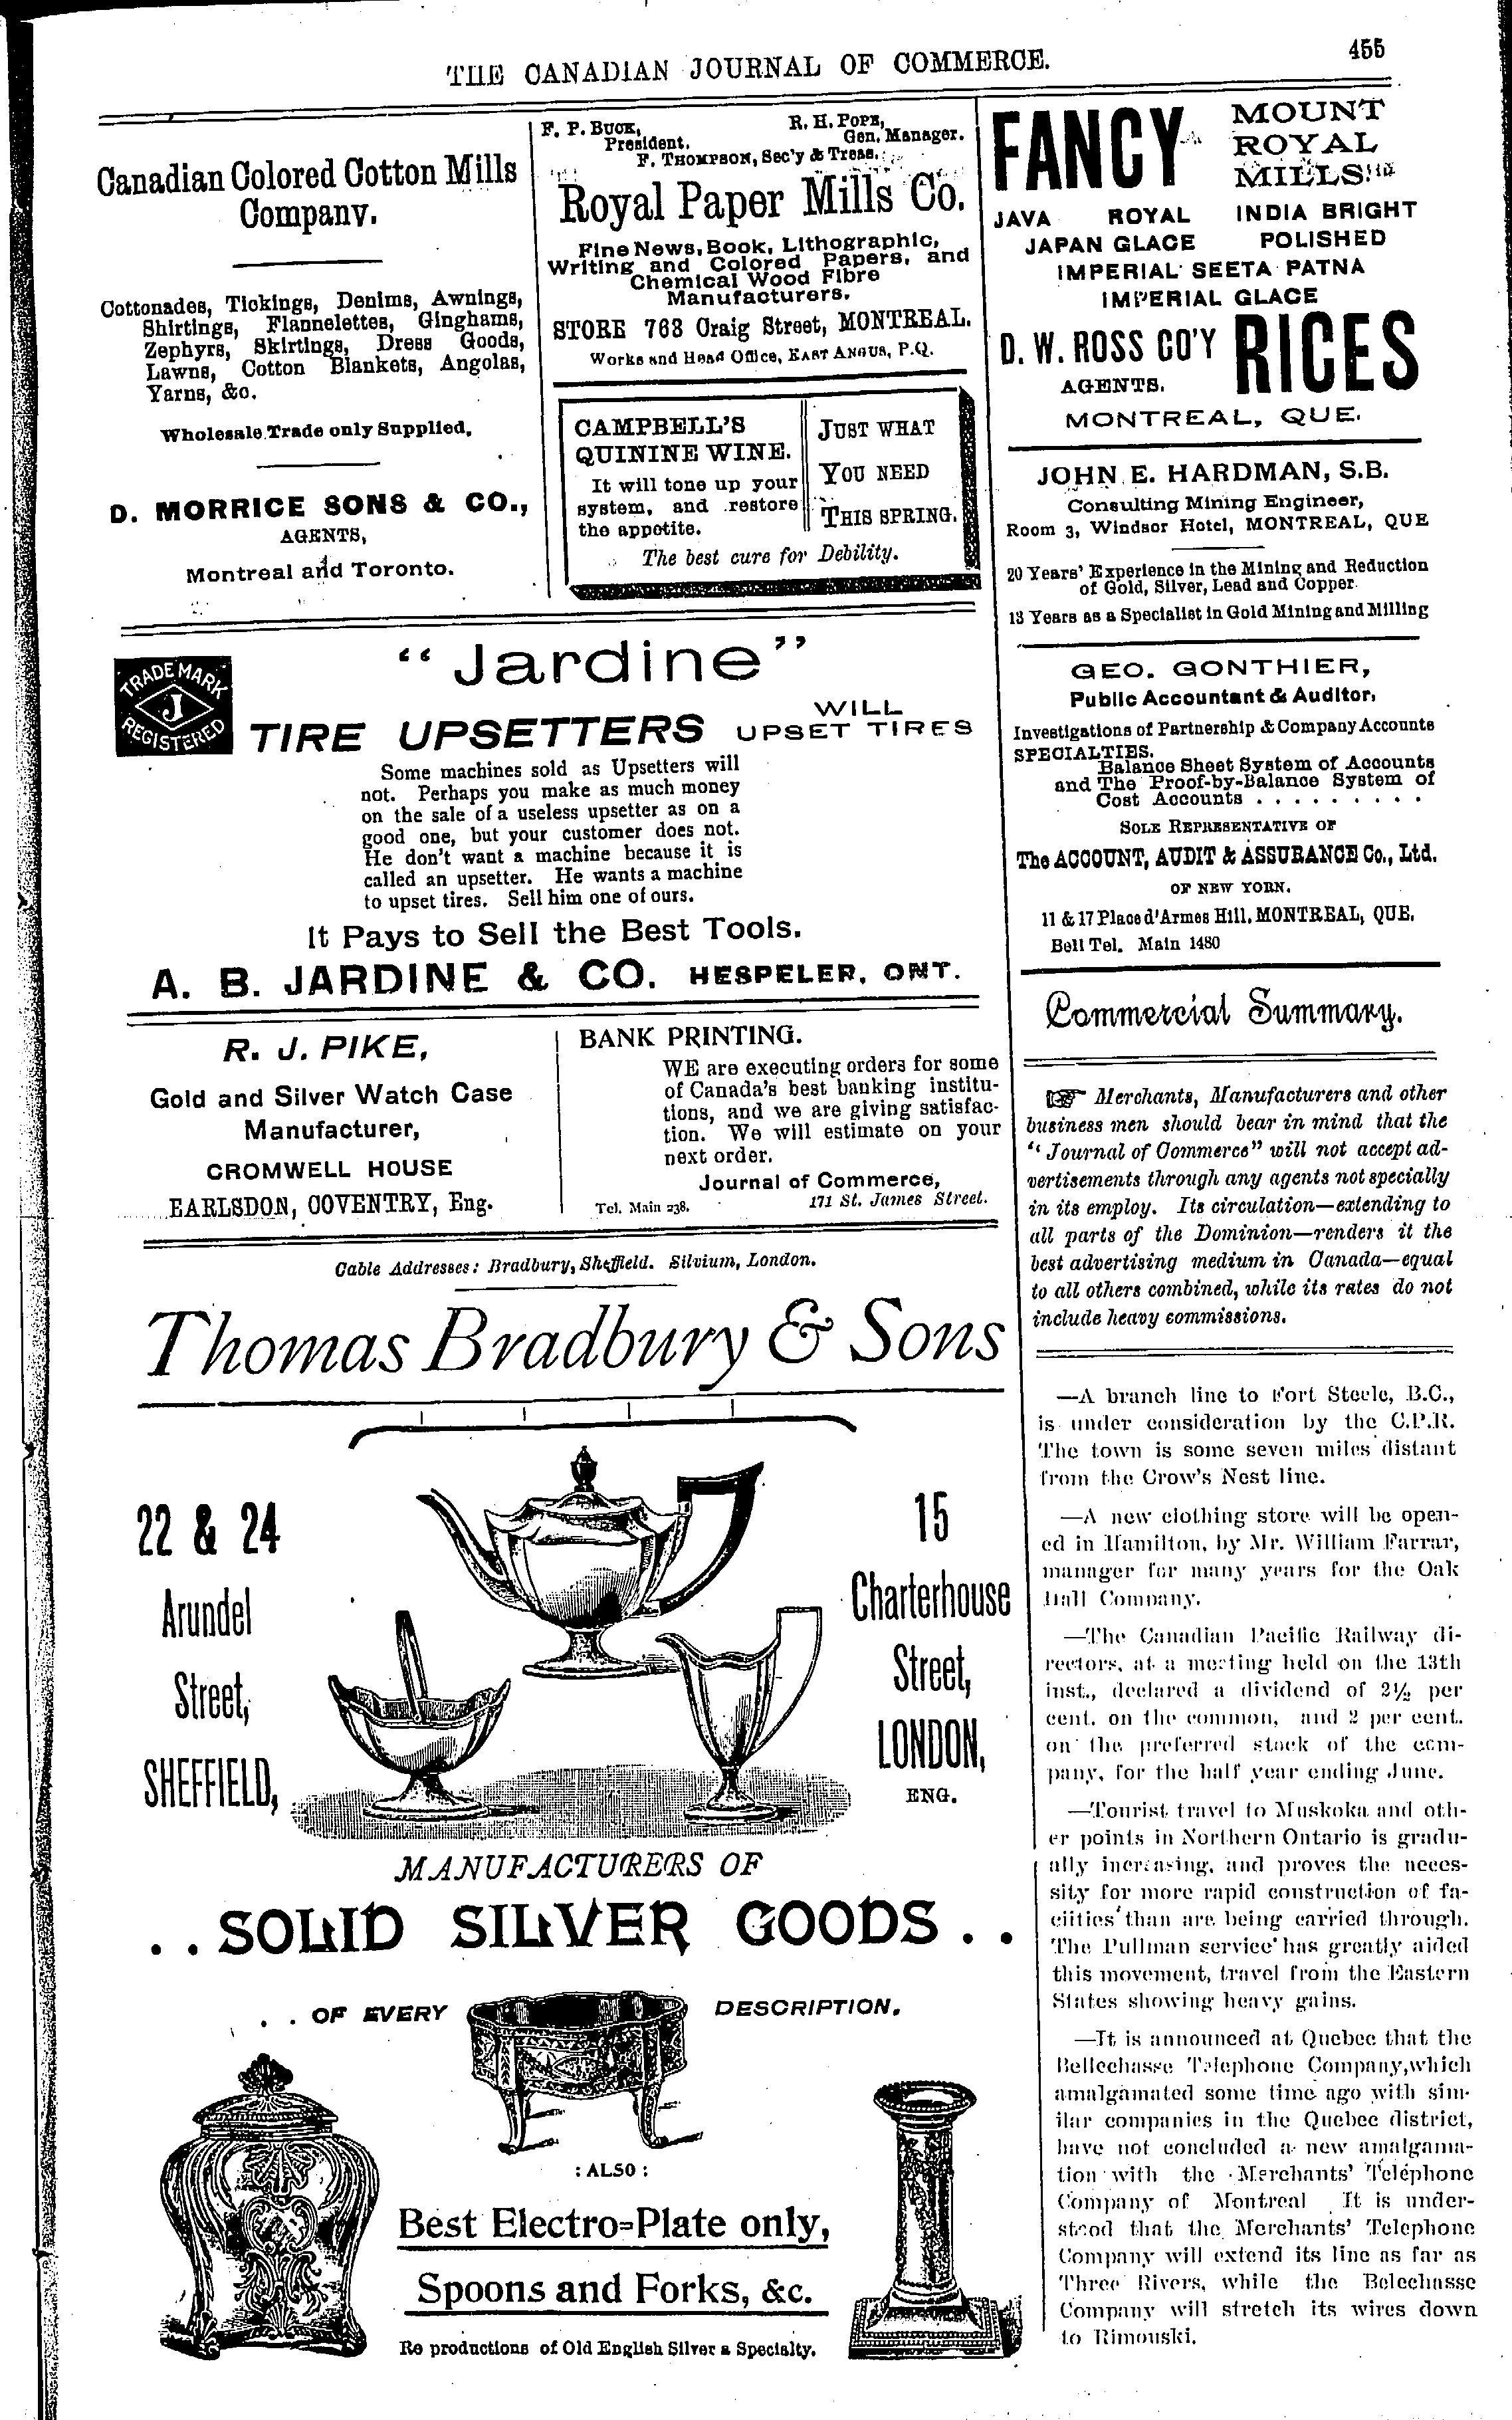 THE CANADIAN JOURNAL OF COMMERCE.
455
Canadian Colored Cotton Mills
Company.
Cottonades, Tickings, Denims, Awnings,
Shirtings, Flannelettes, Ginghams,
Zephyrs, Skirtings, Dress Goods,
Lawns, Cotton Blankets, Angolas,
Yarns, &c.
Wholesale Trade only Supplied.
D. MORRICE SONS & CO.,
AGENTS,
Montreal and Toronto.
F. P. BUCK,
President.
R. H. POPE,
Gen. Manager.
F. THOMPSON, Sec'y & Treas.
Royal Paper Mills Co.
Fine News, Book, Lithographic,
Writing and Colored Papers, and
Chemical Wood Fibre
Manufacturers.
STORE 763 Craig Street, MONTREAL.
Works and Head Office, EAST ANGUS, P.Q.
CAMPBELL'S
QUININE WINE.
It will tone up your
system, and restore
the appetite.
JUST WHAT
YOU NEED
THIS SPRING.
The best cure for Debility.
"Jardine"
TRADE MARK
J
REGISTERED
TIRE UPSETTERS
WILL
UPSET TIRES
Some machines sold as Upsetters will
not. Perhaps you make as much money
on the sale of a useless upsetter as on a
good one, but your customer does not.
He don't want a machine because it is
called an upsetter. He wants a machine
to upset tires. Sell him one of ours.
It Pays to Sell the Best Tools.
A. B. JARDINE & CO. HESPELER, ONT.
R. J. PIKE,
Gold and Silver Watch Case
Manufacturer,
CROMWELL HOUSE
EARLSDON, COVENTRY, Eng.
BANK PRINTING.
WE are executing orders for some
of Canada's best banking institu-
tions, and we are giving satisfac-
tion. We will estimate on your
next order.
Journal of Commerce,
Tel. Main 238. 171 St. James Street.
Cable Addresses: Bradbury, Sheffield. Silvium, London.
Thomas Bradbury & Sons
22 & 24
Arundel
Street,
SHEFFIELD,
15
Charterhouse
Street,
LONDON,
ENG.
MANUFACTURERS OF
. . SOLID SILVER GOODS . .
. . OF EVERY DESCRIPTION.
: ALSO :
Best Electro=Plate only,
Spoons and Forks, &c.
Re productions of Old English Silver a Specialty.
FANCY
MOUNT
ROYAL
MILLS
JAVA ROYAL INDIA BRIGHT
JAPAN GLACE POLISHED
IMPERIAL SEETA PATNA
IMPERIAL GLACE
D. W. ROSS CO'Y
AGENTS.
RICES
MONTREAL, QUE.
JOHN E. HARDMAN, S.B.
Consulting Mining Engineer,
Room 3, Windsor Hotel, MONTREAL, QUE
20 Years' Experience in the Mining and Reduction
of Gold, Silver, Lead and Copper
13 Years as a Specialist in Gold Mining and Milling
GEO. GONTHIER,
Public Accountant & Auditor,
Investigations of Partnership & Company Accounts
SPECIALTIES.
Balance Sheet System of Accounts
and The Proof-by-Balance System of
Cost Accounts . . . . . . . . .
SOLE REPRESENTATIVE OF
The ACCOUNT, AUDIT & ASSURANCE Co., Ltd.
OF NEW YORK.
11 & 17 Place d'Armes Hill, MONTREAL, QUE.
Bell Tel. Main 1480
Commercial Summary.
☞ Merchants, Manufacturers and other
business men should bear in mind that the
"Journal of Commerce" will not accept ad-
vertisements through any agents not specially
in its employ. Its circulation—extending to
all parts of the Dominion—renders it the
best advertising medium in Canada—equal
to all others combined, while its rates do not
include heavy commissions.
—A branch line to Fort Steele, B.C.,
is under consideration by the C.P.R.
The town is some seven miles distant
from the Crow's Nest line.
—A new clothing store will be open-
ed in Hamilton, by Mr. William Farrar,
manager for many years for the Oak
Hall Company.
—The Canadian Pacific Railway di-
rectors, at a meeting held on the 13th
inst., declared a dividend of 2½ per
cent. on the common, and 2 per cent.
on the preferred stock of the com-
pany, for the half year ending June.
—Tourist travel to Muskoka and oth-
er points in Northern Ontario is gradu-
ally increasing, and proves the neces-
sity for more rapid construction of fa-
cilties than are being carried through.
The Pullman service has greatly aided
this movement, travel from the Eastern
States showing heavy gains.
—It is announced at Quebec that the
Bellechasse Telephone Company, which
amalgamated some time ago with sim-
ilar companies in the Quebec district,
have not concluded a new amalgama-
tion with the Merchants' Telephone
Company of Montreal It is under-
stood that the Merchants' Telephone
Company will extend its line as far as
Three Rivers, while the Belechasse
Company will stretch its wires down
to Rimouski.